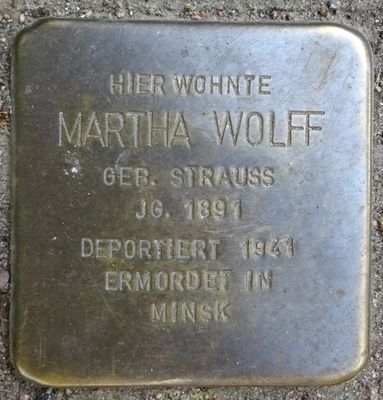 HIER WOHNTE
MARTHA WOLFF
GEB. STRAUSS
JG. 1891
DEPORTIERT 1941
ERMORDET IN
MINSK